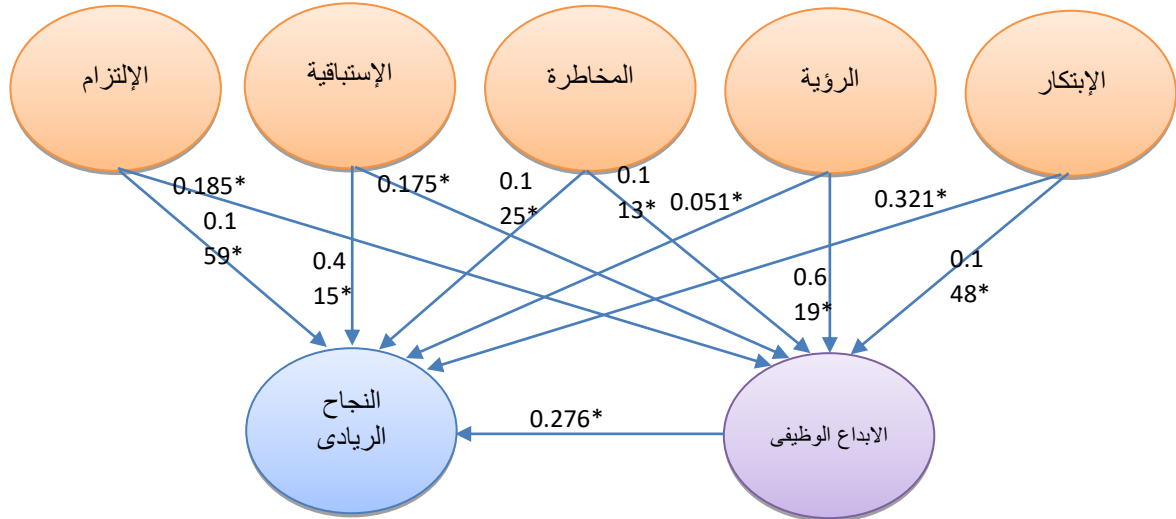 الإبتكار
الرؤية
المخاطرة
الإستباقية
الإلتزام
0.185*
0.1
59*
0.175*
0.4
15*
0.1
25*
0.1
13*
0.051*
0.6
19*
0.321*
0.1
48*
النجاح
الريادى
0.276*
الابداع الوظيفى